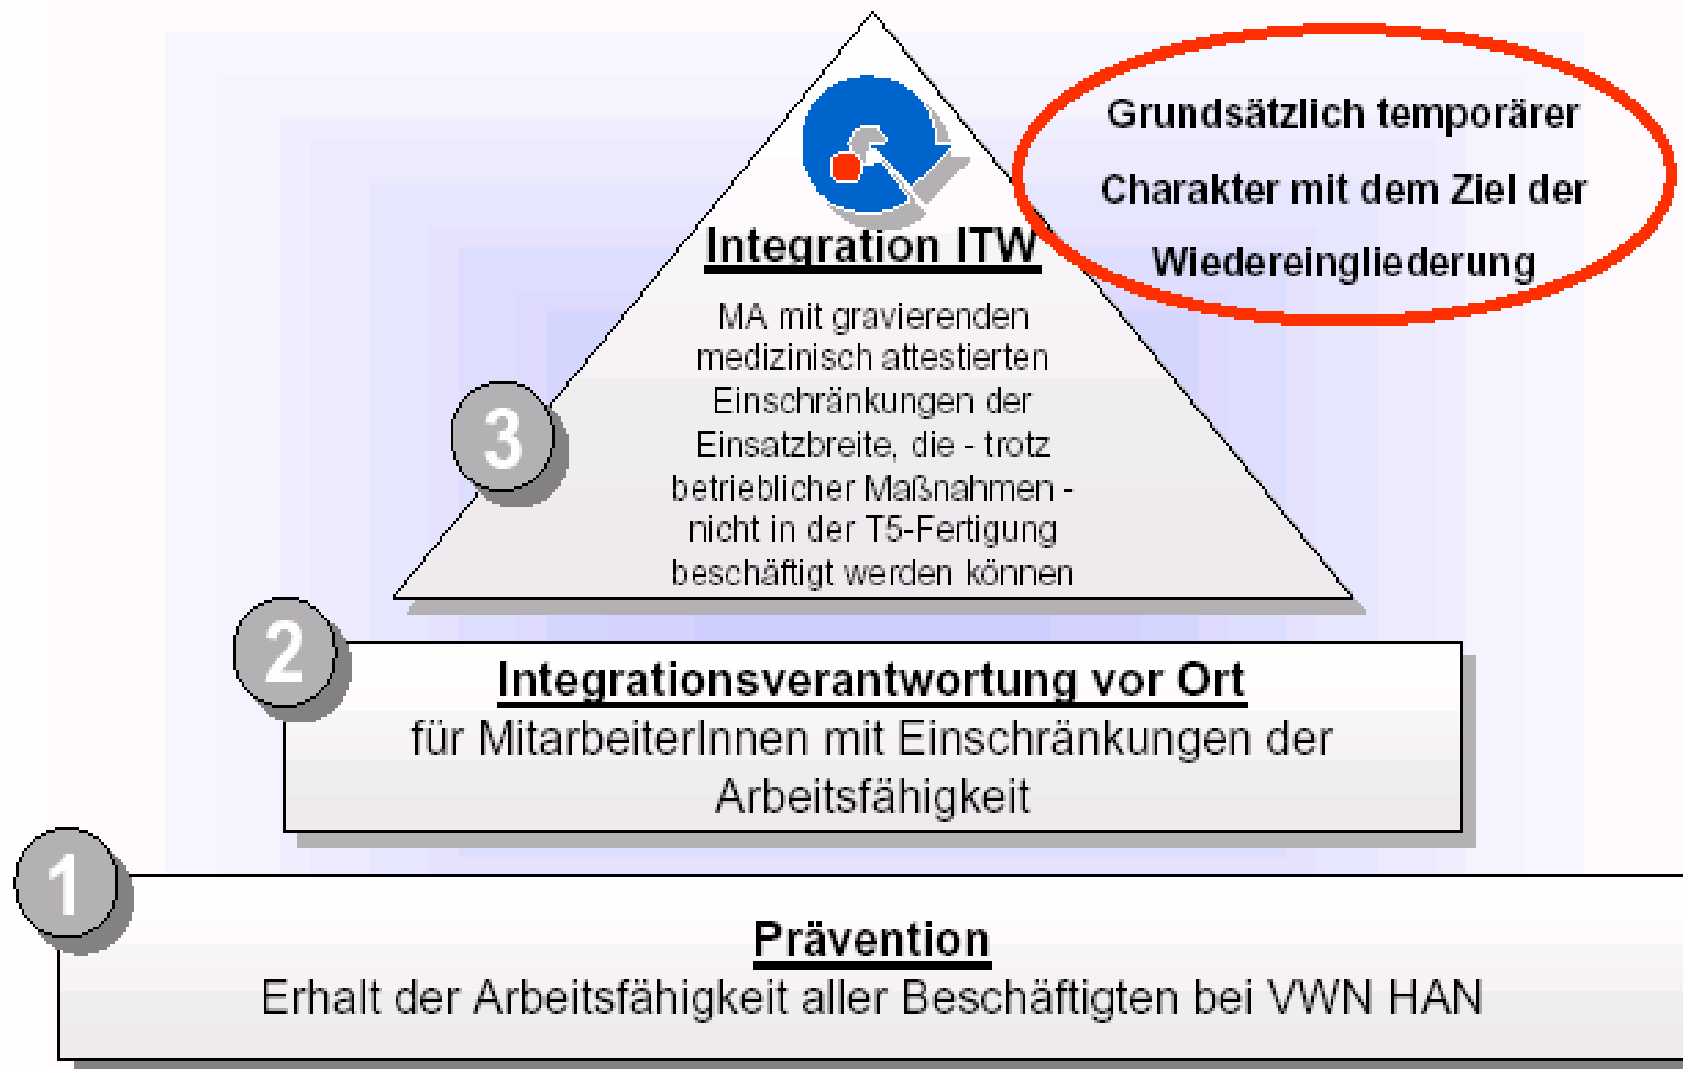 Grundsätzlich temporärer
Charakter mit dem Ziel der
Wiedereingliederung
Integration ITW
MA mit gravierenden
medizinisch attestierten
Einschränkungen der
Einsatzbreite, die - trotz
betrieblicher Maßnahmen -
nicht in der T5-Fertigung
beschäftigt werden können
3
2
Integrationsverantwortung vor Ort
für MitarbeiterInnen mit Einschränkungen der
Arbeitsfähigkeit
1
Prävention
Erhalt der Arbeitsfähigkeit aller Beschäftigten bei VWN HAN